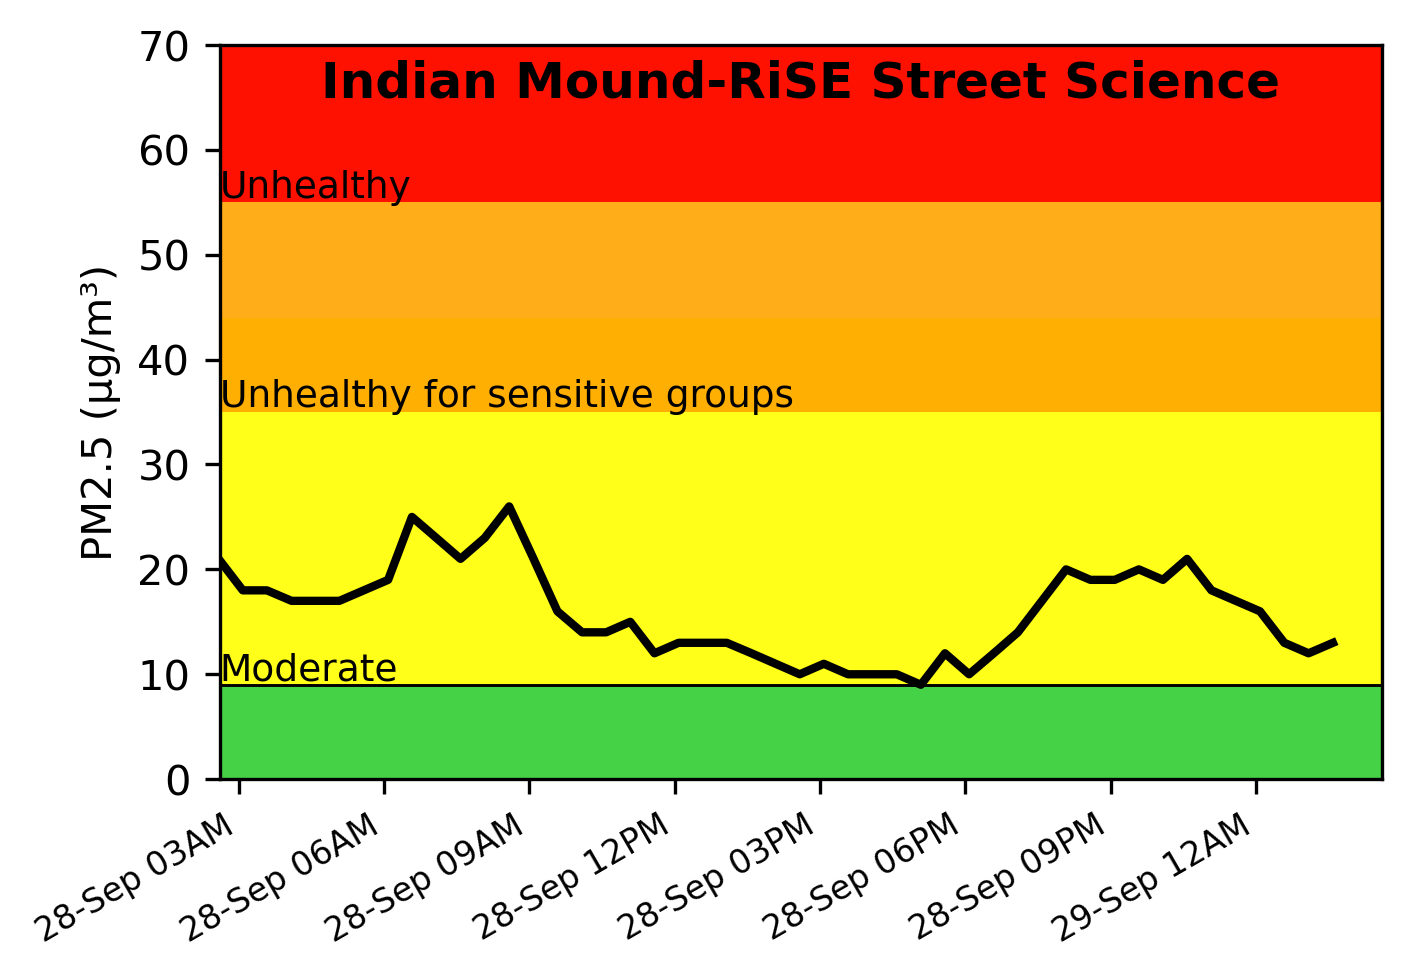 Indian Mound-RiSE Street Science
PM2.5 (µg/m³)
70
60
50
40
30
20
10
0
Unhealthy
Unhealthy for sensitive groups
Moderate
28-Sep 03AM
28-Sep 06AM
28-Sep 09AM
28-Sep 12PM
28-Sep 03PM
28-Sep 06PM
28-Sep 09PM
29-Sep 12AM